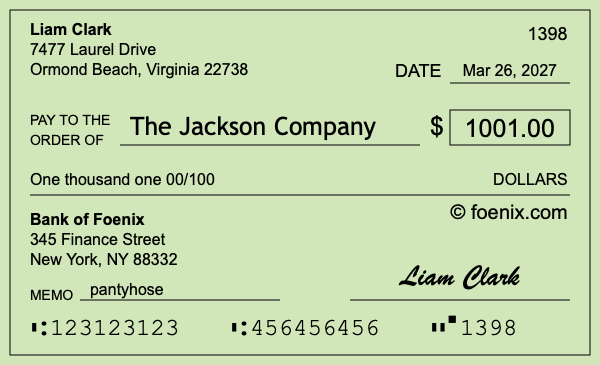 Liam Clark
1398
7477 Laurel Drive
Ormond Beach, Virginia 22738
DATE Mar 26, 2027
PAY TO THE
ORDER OF The Jackson Company $ 1001.00
One thousand one 00/100 DOLLARS
Bank of Foenix
© foenix.com
345 Finance Street
New York, NY 88332
Liam Clark
MEMO pantyhose
⑆123123123 ⑆456456456 ⑈1398